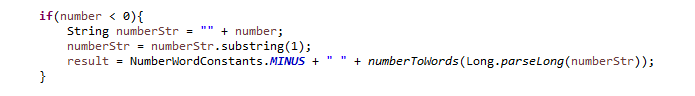 if(number < 0){
String numberStr = "" + number;
numberStr = numberStr.substring(1);
result = NumberWordConstants.MINUS + " " + numberToWords(Long.parseLong(numberStr));
}